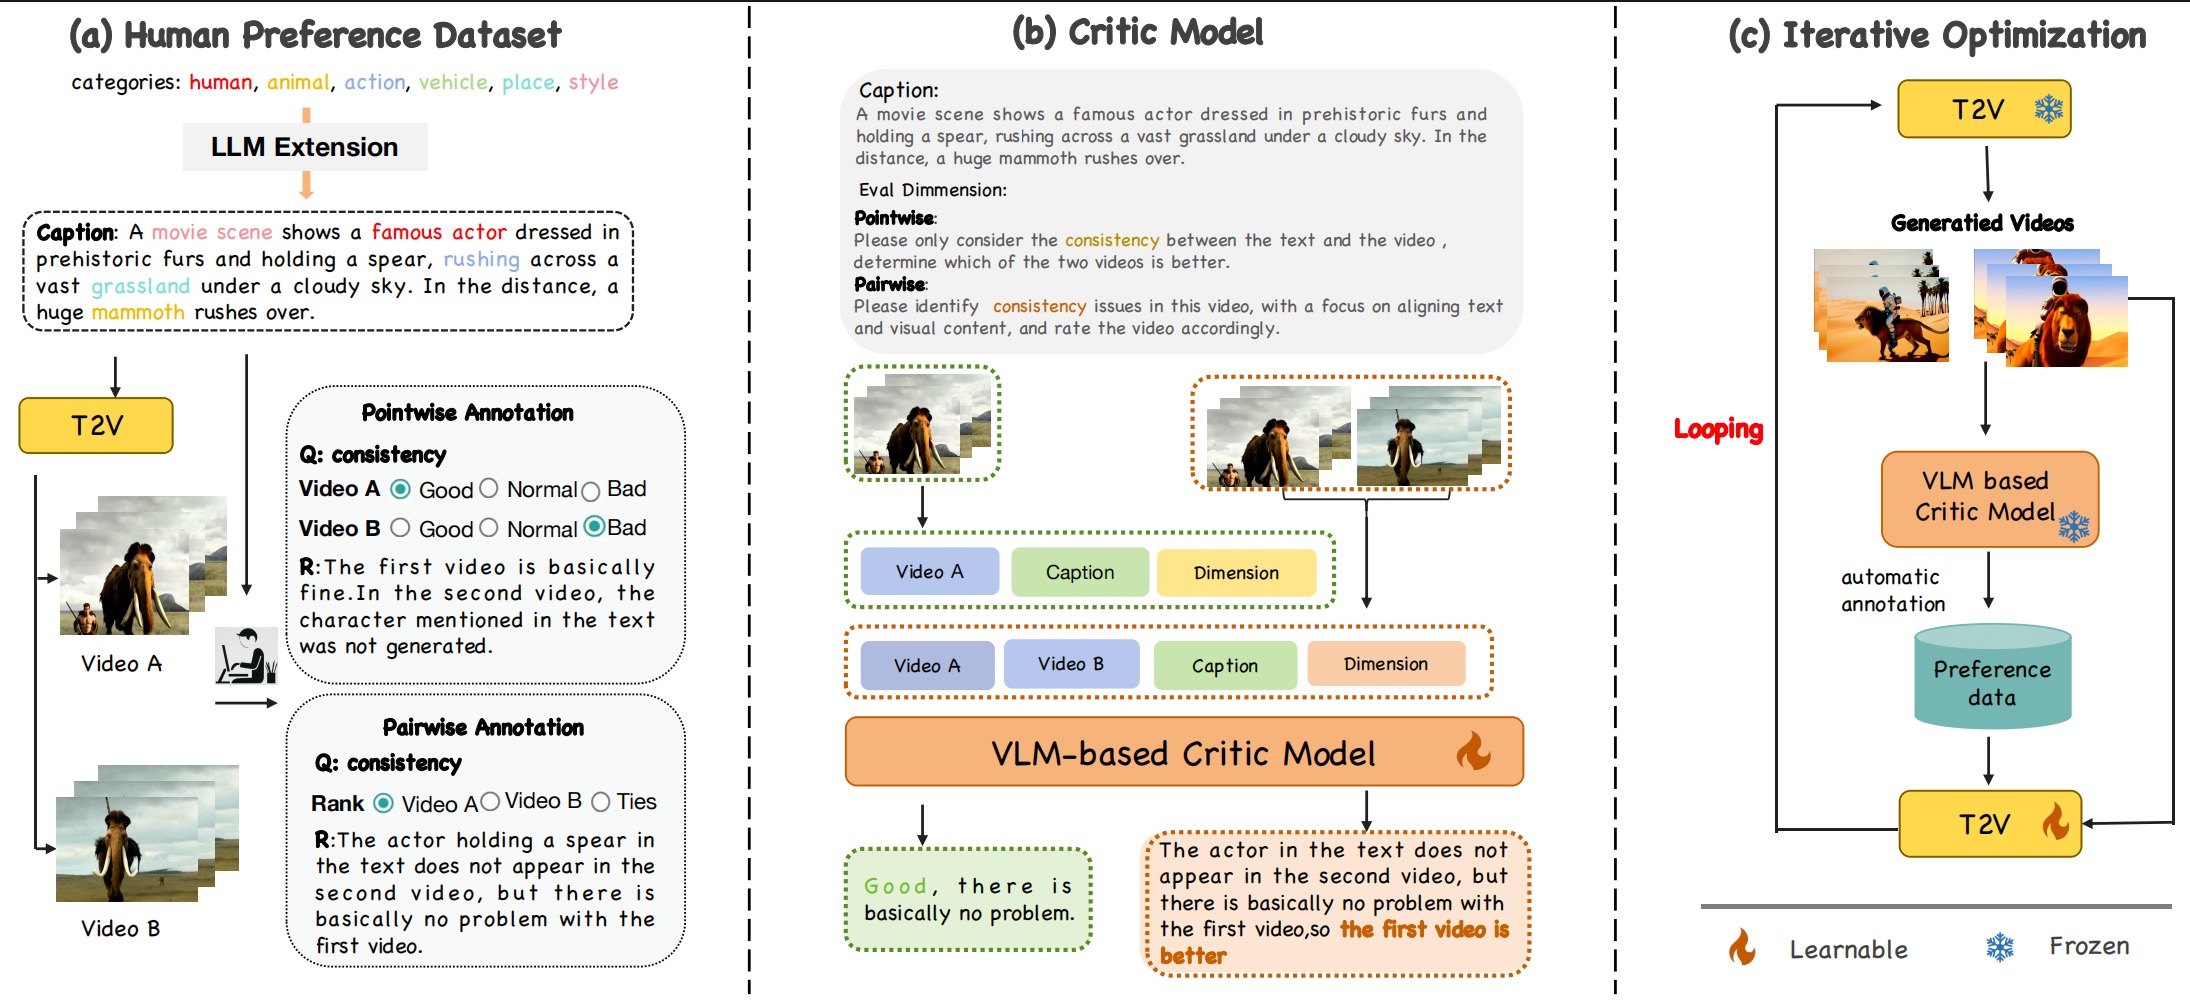 (a) Human Preference Dataset
categories: human, animal, action, vehicle, place, style
LLM Extension
Caption: A movie scene shows a famous actor dressed in
prehistoric furs and holding a spear, rushing across a
vast grassland under a cloudy sky. In the distance, a
huge mammoth rushes over.
T2V
Video A
Video B
Pointwise Annotation
Q: consistency
Video A Good Normal Bad
Video B Good Normal Bad
R:The first video is basically
fine.In the second video, the
character mentioned in the text
was not generated.
Pairwise Annotation
Q: consistency
Rank Video A Video B Ties
R:The actor holding a spear in
the text does not appear in the
second video, but there is
basically no problem with the
first video.
(b) Critic Model
Caption:
A movie scene shows a famous actor dressed in prehistoric furs and
holding a spear, rushing across a vast grassland under a cloudy sky. In the
distance, a huge mammoth rushes over.
Eval Dimmension:
Pointwise:
Please only consider the consistency between the text and the video ,
determine which of the two videos is better.
Pairwise:
Please identify consistency issues in this video, with a focus on aligning text
and visual content, and rate the video accordingly.
Video A Caption Dimension
Video A Video B Caption Dimension
VLM-based Critic Model
Good, there is
basically no problem.
The actor in the text does not
appear in the second video, but
there is basically no problem with
the first video,so the first video is
better
(c) Iterative Optimization
T2V
Generatied Videos
Looping
VLM based
Critic Model
automatic
annotation
Preference
data
T2V
Learnable Frozen